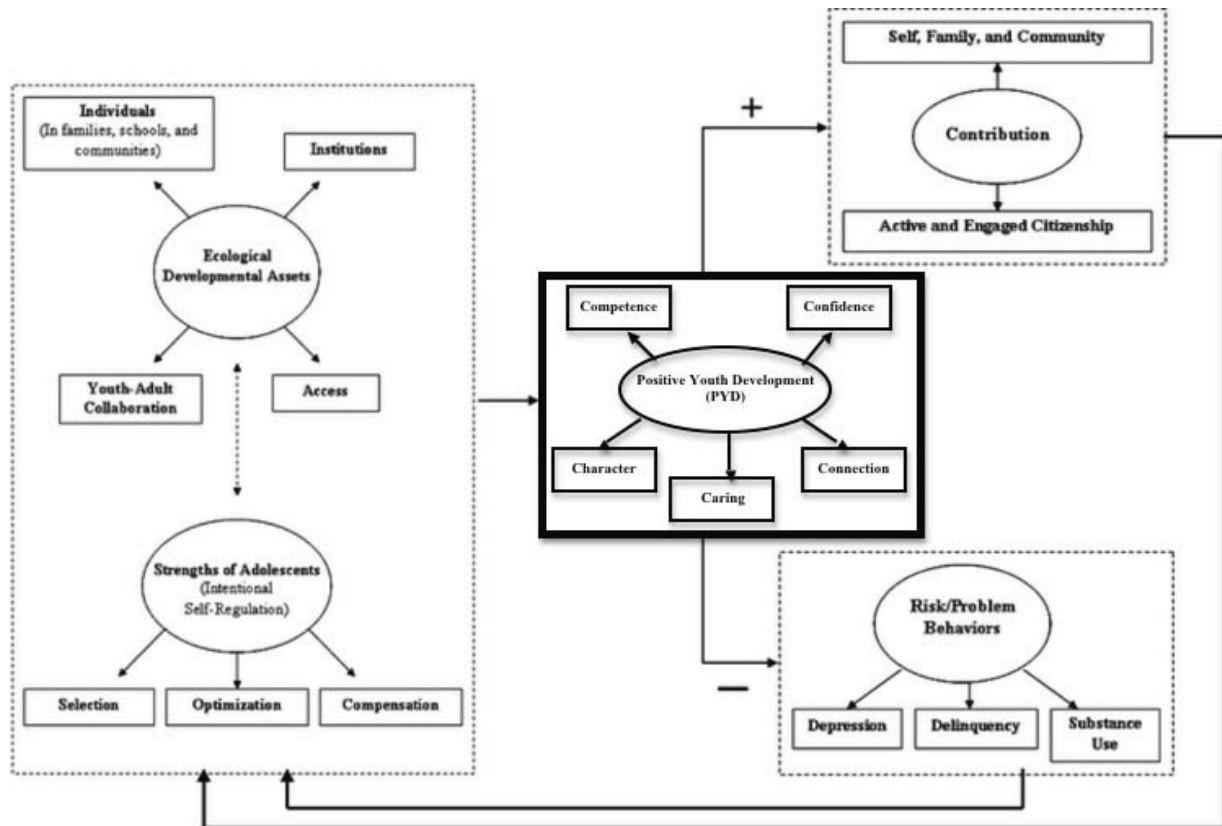 Individuals
(In families, schools, and
communities)
Institutions
Ecological
Developmental Assets
Youth-Adult
Collaboration
Access
Strengths of Adolescents
(Intentional
Self-Regulation)
Selection
Optimization
Compensation
Competence
Confidence
Positive Youth Development
(PYD)
Character
Caring
Connection
+
Self, Family, and Community
Contribution
Active and Engaged Citizenship
–
Risk/Problem
Behaviors
Depression
Delinquency
Substance
Use